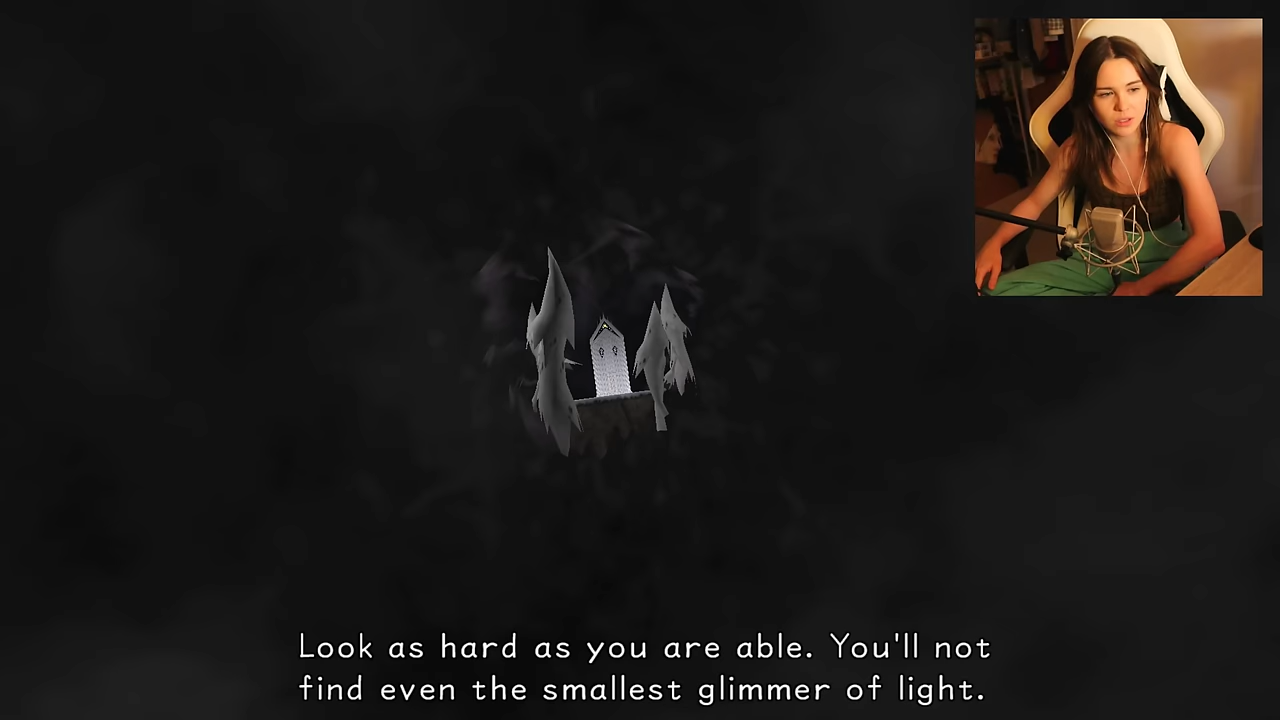 Look as hard as you are able. You'll not
find even the smallest glimmer of light.